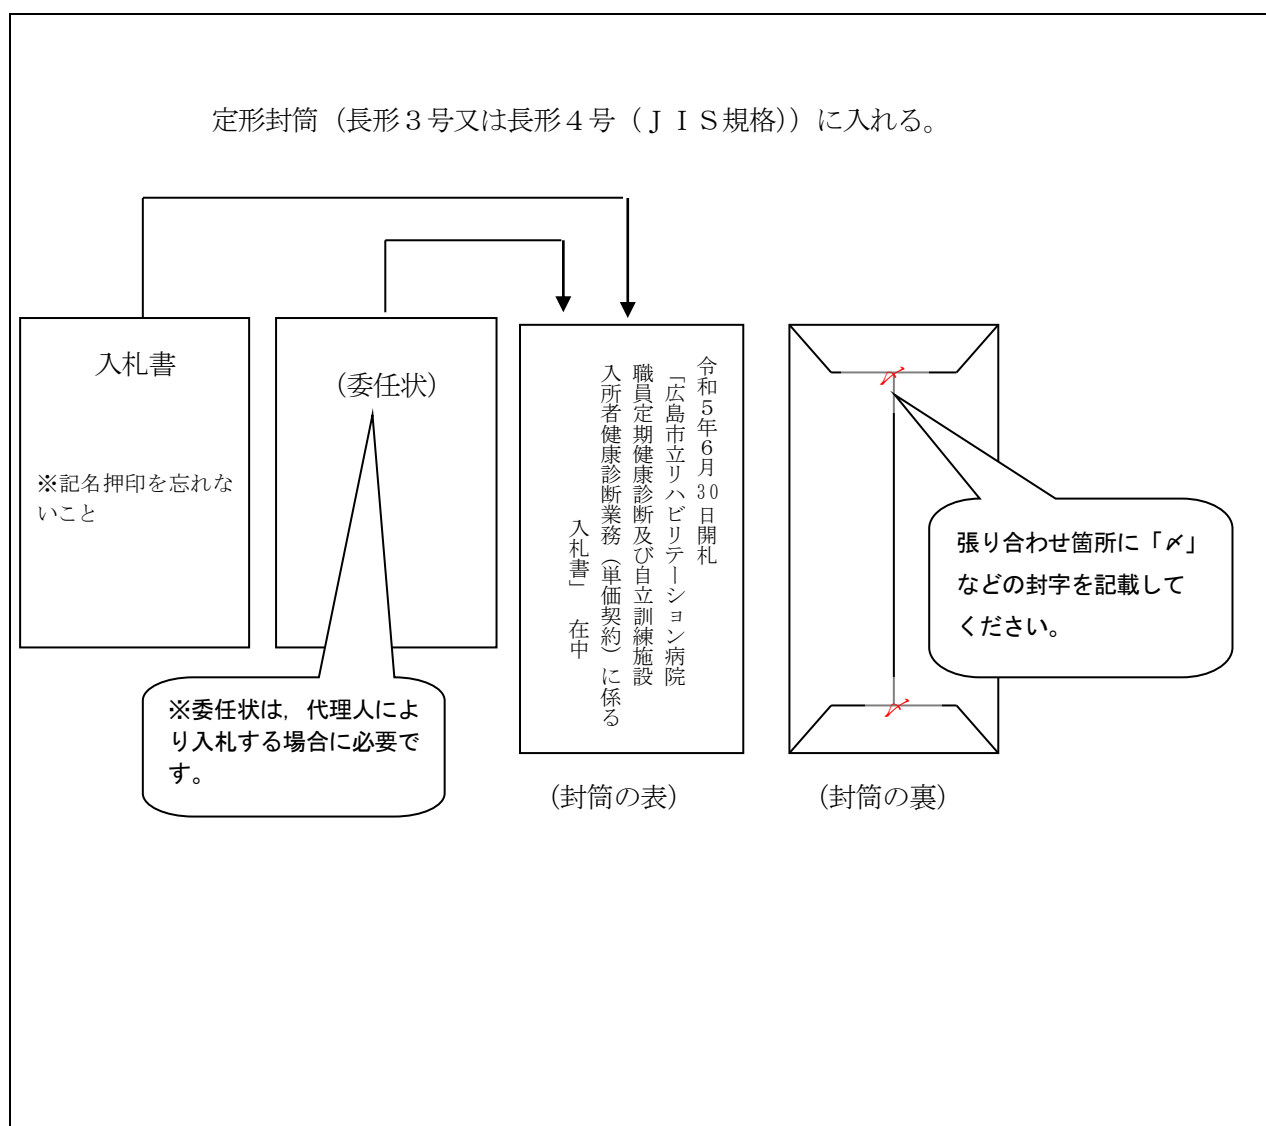 定形封筒（長形３号又は長形４号（ＪＩＳ規格））に入れる。
入札書
※記名押印を忘れな
いこと
（委任状）
※委任状は，代理人によ
り入札する場合に必要で
す。
令和５年６月30日開札
「広島市立リハビリテーション病院
職員定期健康診断及び自立訓練施設
入所者健康診断業務（単価契約）に係る
入札書」　在中
（封筒の表）
〆
〆
張り合わせ箇所に「〆」
などの封字を記載して
ください。
（封筒の裏）